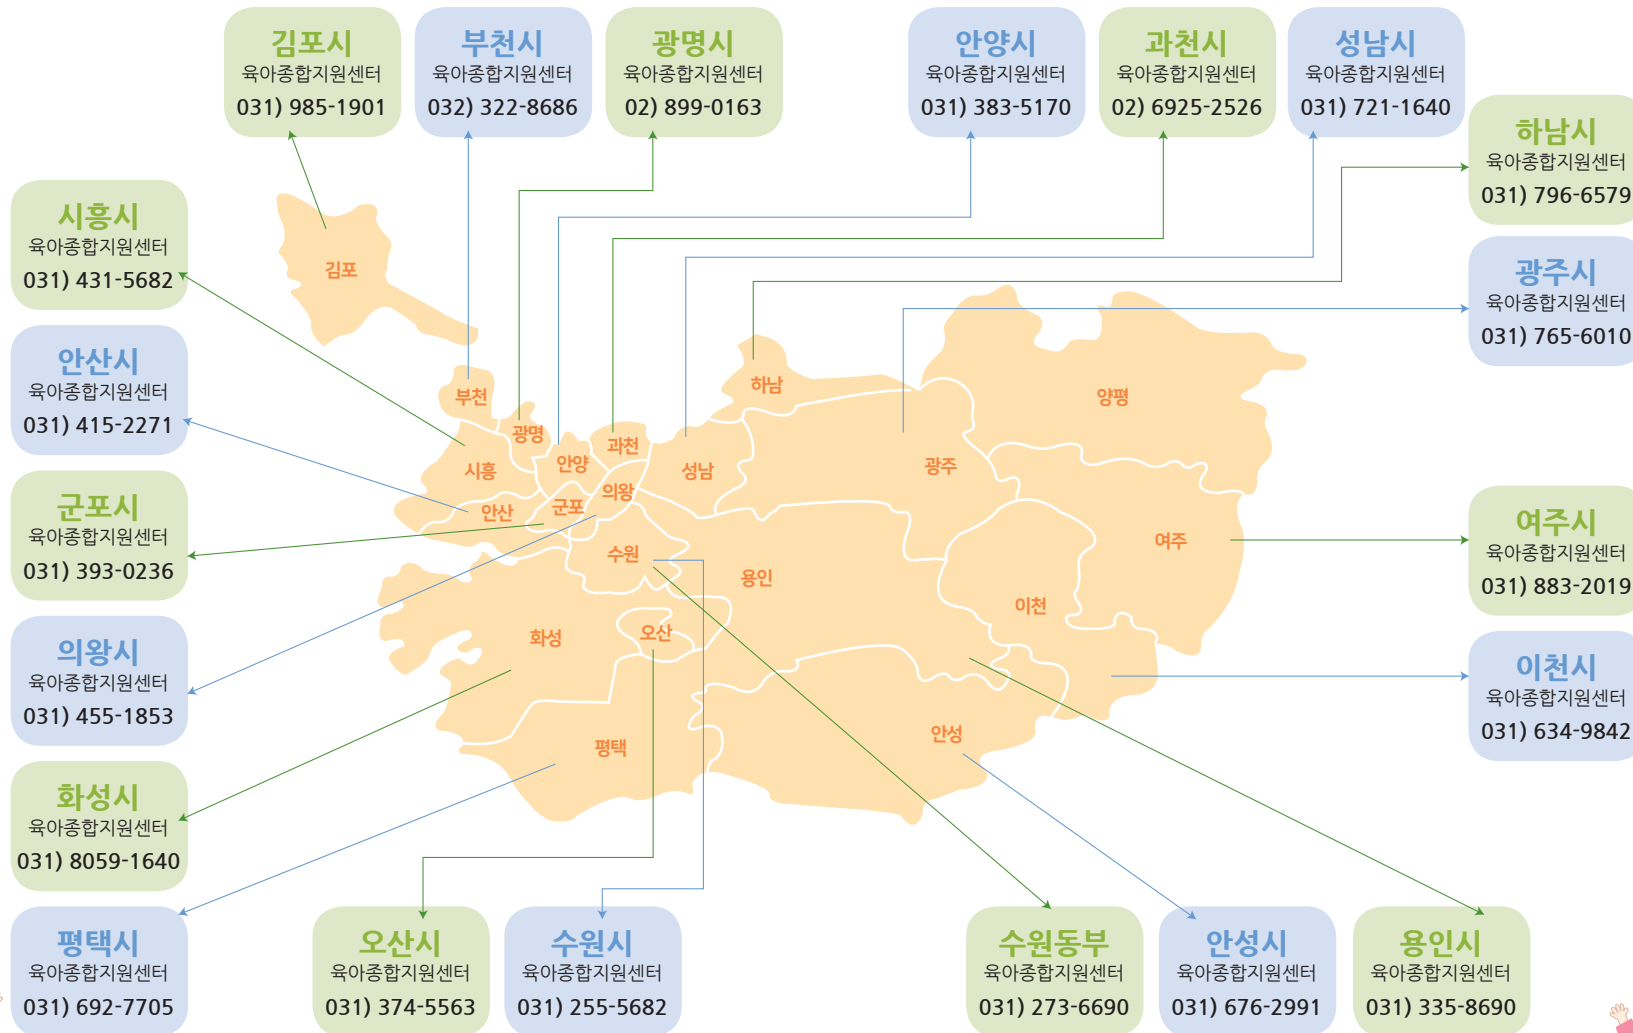 김포시
육아종합지원센터
031) 985-1901
부천시
육아종합지원센터
032) 322-8686
광명시
육아종합지원센터
02) 899-0163
안양시
육아종합지원센터
031) 383-5170
과천시
육아종합지원센터
02) 6925-2526
성남시
육아종합지원센터
031) 721-1640
하남시
육아종합지원센터
031) 796-6579
광주시
육아종합지원센터
031) 765-6010
시흥시
육아종합지원센터
031) 431-5682
안산시
육아종합지원센터
031) 415-2271
군포시
육아종합지원센터
031) 393-0236
의왕시
육아종합지원센터
031) 455-1853
화성시
육아종합지원센터
031) 8059-1640
평택시
육아종합지원센터
031) 692-7705
김포
부천
광명
하남
양평
시흥
안양
과천
성남
광주
의왕
안산
군포
수원
용인
여주
이천
화성
오산
평택
안성
여주시
육아종합지원센터
031) 883-2019
이천시
육아종합지원센터
031) 634-9842
오산시
육아종합지원센터
031) 374-5563
수원시
육아종합지원센터
031) 255-5682
수원동부
육아종합지원센터
031) 273-6690
안성시
육아종합지원센터
031) 676-2991
용인시
육아종합지원센터
031) 335-8690